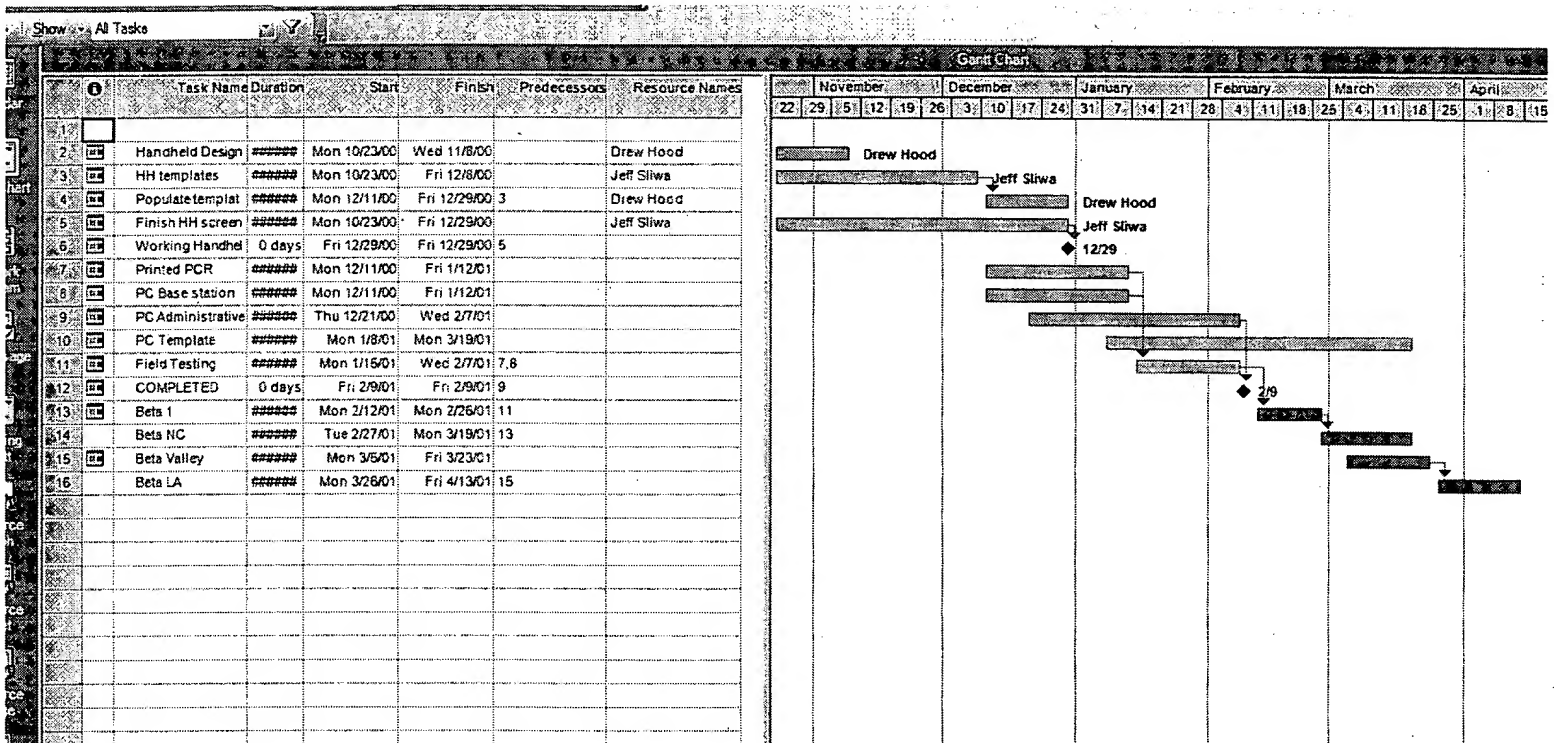 Show All Tasks
Gantt Chart
Task Name Duration Start Finish Predecessors Resource Names
November December January February March April
22 29 5 12 19 26 3 10 17 24 31 7 14 21 28 4 11 18 25 4 11 18 25 1 8 15
1
2 Handheld Design ###### Mon 10/23/00 Wed 11/8/00 Drew Hood Drew Hood
3 HH templates ###### Mon 10/23/00 Fri 12/8/00 Jeff Sliwa Jeff Sliwa
4 Populate templat ###### Mon 12/11/00 Fri 12/29/00 3 Drew Hood Drew Hood
5 Finish HH screen ###### Mon 10/23/00 Fri 12/29/00 Jeff Sliwa Jeff Sliwa
6 Working Handhel 0 days Fri 12/29/00 Fri 12/29/00 5 12/29
7 Printed PCR ###### Mon 12/11/00 Fri 1/12/01
8 PC Base station ###### Mon 12/11/00 Fri 1/12/01
9 PC Administrative ###### Thu 12/21/00 Wed 2/7/01
10 PC Template ###### Mon 1/8/01 Mon 3/19/01
11 Field Testing ###### Mon 1/15/01 Wed 2/7/01 7,8
12 COMPLETED 0 days Fri 2/9/01 Fri 2/9/01 9 2/9
13 Beta 1 ###### Mon 2/12/01 Mon 2/26/01 11
14 Beta NC ###### Tue 2/27/01 Mon 3/19/01 13
15 Beta Valley ###### Mon 3/5/01 Fri 3/23/01
16 Beta LA ###### Mon 3/26/01 Fri 4/13/01 15